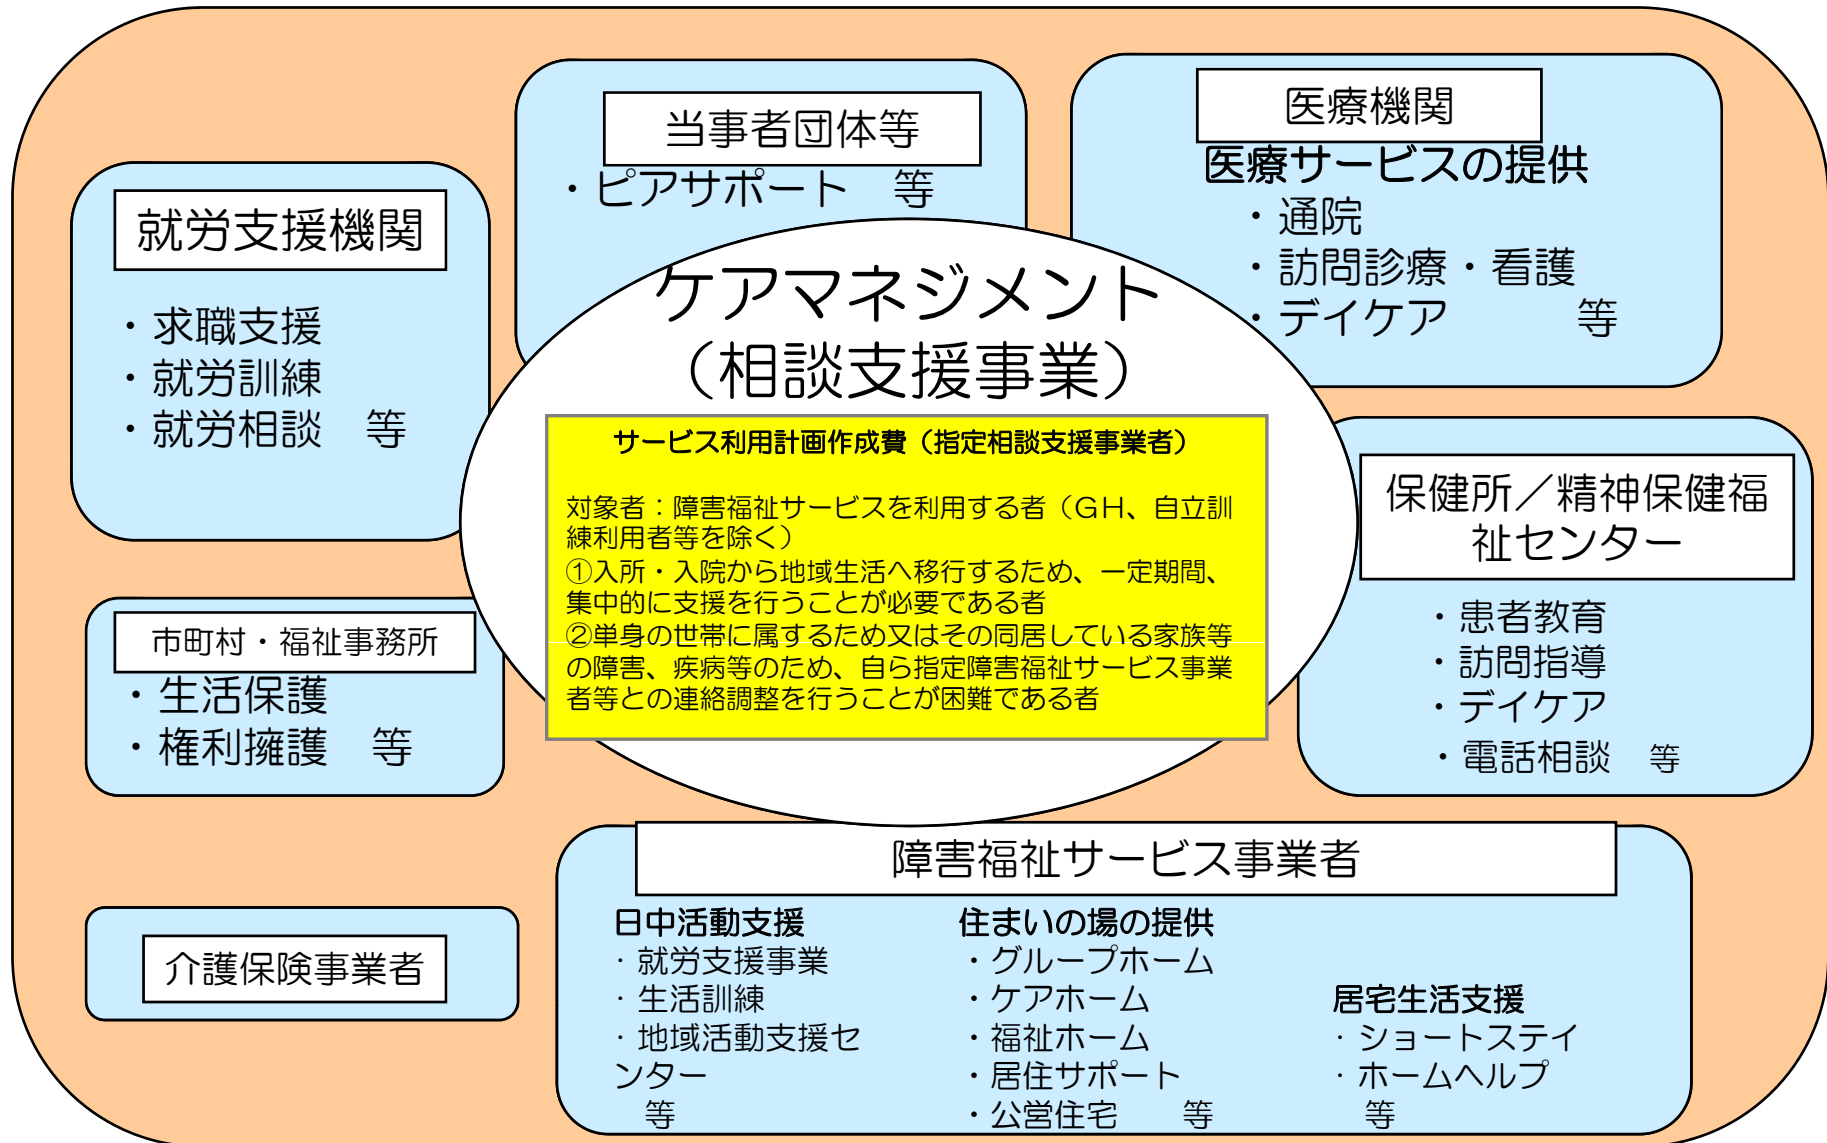 当事者団体等
・ピアサポート　等
医療機関
医療サービスの提供
・通院
・訪問診療・看護
・デイケア　　　等
就労支援機関
・求職支援
・就労訓練
・就労相談　等
ケアマネジメント
（相談支援事業）
サービス利用計画作成費（指定相談支援事業者）
対象者：障害福祉サービスを利用する者（ＧＨ、自立訓
練利用者等を除く）
①入所・入院から地域生活へ移行するため、一定期間、
集中的に支援を行うことが必要である者
②単身の世帯に属するため又はその同居している家族等
の障害、疾病等のため、自ら指定障害福祉サービス事業
者等との連絡調整を行うことが困難である者
保健所／精神保健福
祉センター
・患者教育
・訪問指導
・デイケア
・電話相談　等
市町村・福祉事務所
・生活保護
・権利擁護　等
介護保険事業者
障害福祉サービス事業者
日中活動支援
・就労支援事業
・生活訓練
・地域活動支援セ
ンター
等
住まいの場の提供
・グループホーム
・ケアホーム
・福祉ホーム
・居住サポート
・公営住宅　　等
居宅生活支援
・ショートステイ
・ホームヘルプ
等